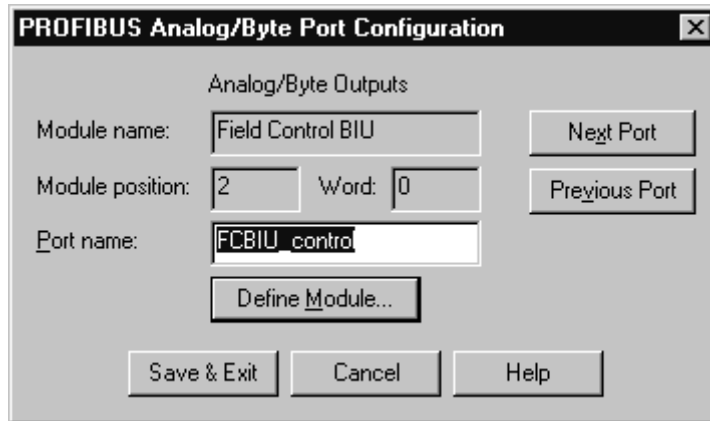 PROFIBUS Analog/Byte Port Configuration
Analog/Byte Outputs
Module name: Field Control BIU Next Port
Module position: 2 Word: 0 Previous Port
Port name: FCBIU_control
Define Module...
Save & Exit Cancel Help